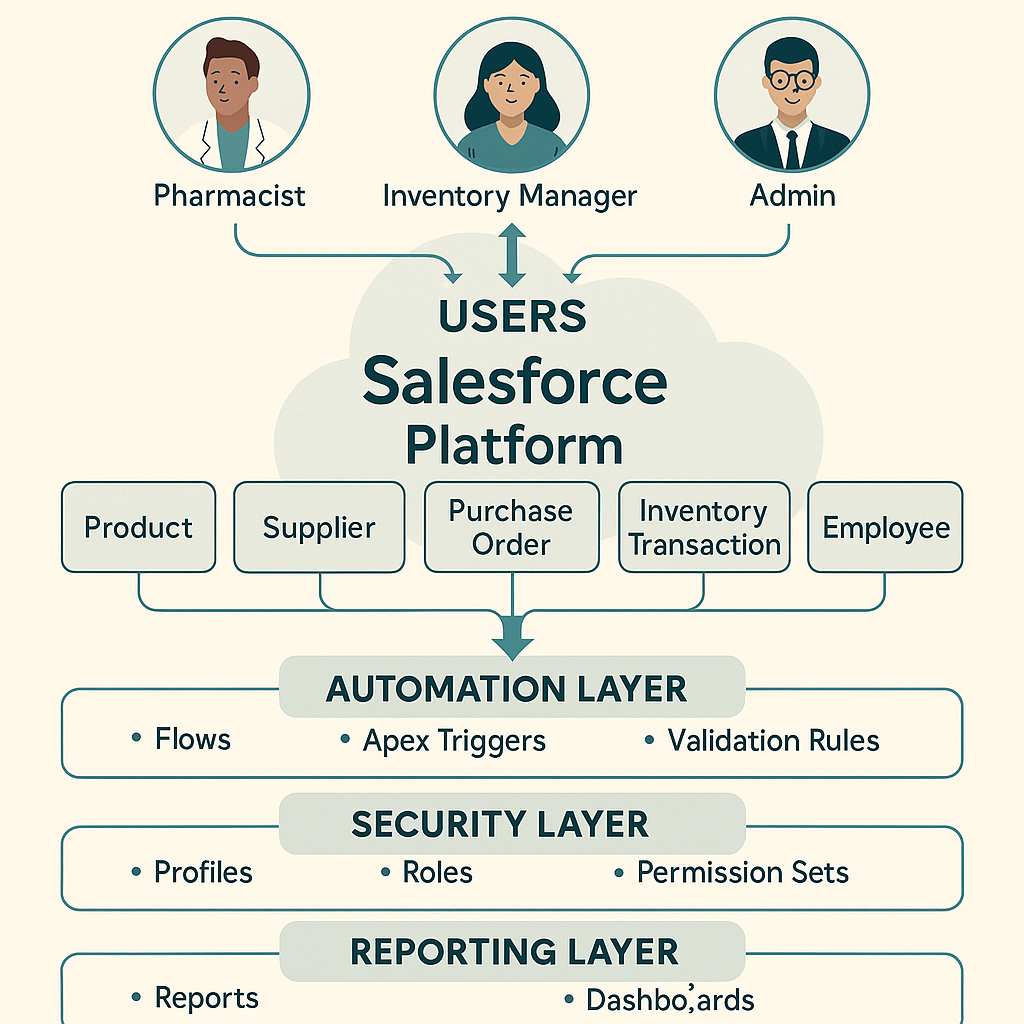 Pharmacist
Inventory Manager
Admin
USERS
Salesforce
Platform
Product
Supplier
Purchase
Order
Inventory
Transaction
Employee
AUTOMATION LAYER
• Flows
• Apex Triggers
• Validation Rules
SECURITY LAYER
• Profiles
• Roles
• Permission Sets
REPORTING LAYER
• Reports
• Dashbo,̓ards